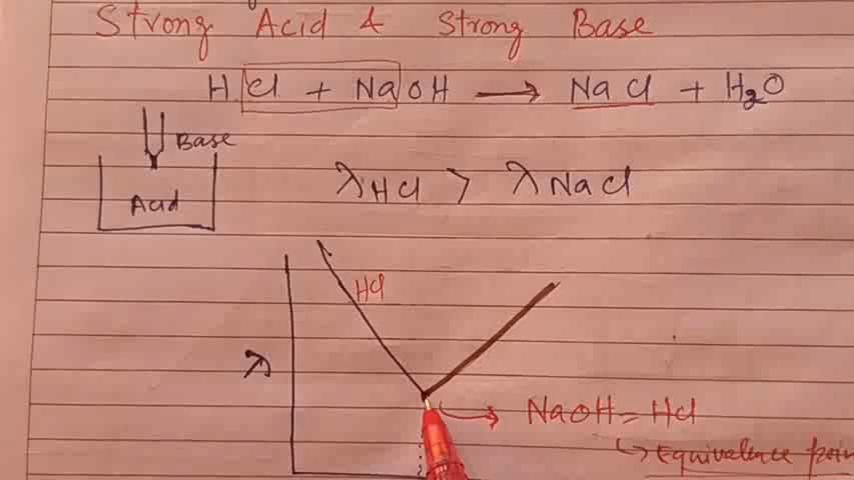 Strong Acid & Strong Base
HCl + NaOH → NaCl + H₂O
Base
Acid
λHCl > λNaCl
HCl
λ
NaOH = HCl
↳ Equivalence